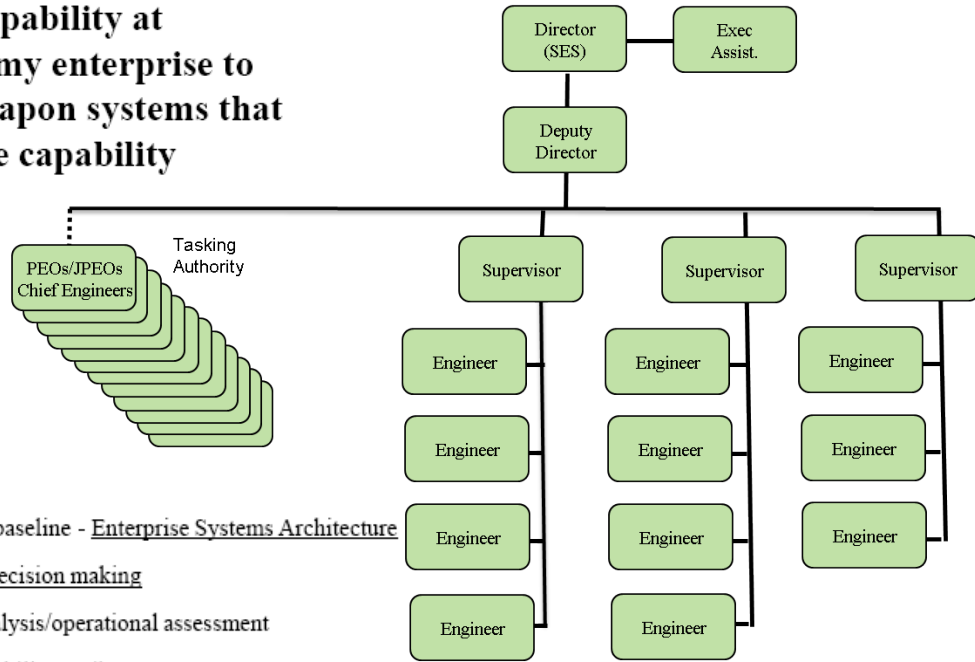 pability at
my enterprise to
apon systems that
e capability
Director
(SES)
Exec
Assist.
Deputy
Director
Tasking
Authority
PEOs/JPEOs
Chief Engineers
Supervisor
Supervisor
Supervisor
Engineer
Engineer
Engineer
Engineer
Engineer
Engineer
Engineer
Engineer
Engineer
Engineer
Engineer
baseline - Enterprise Systems Architecture
ecision making
alysis/operational assessment